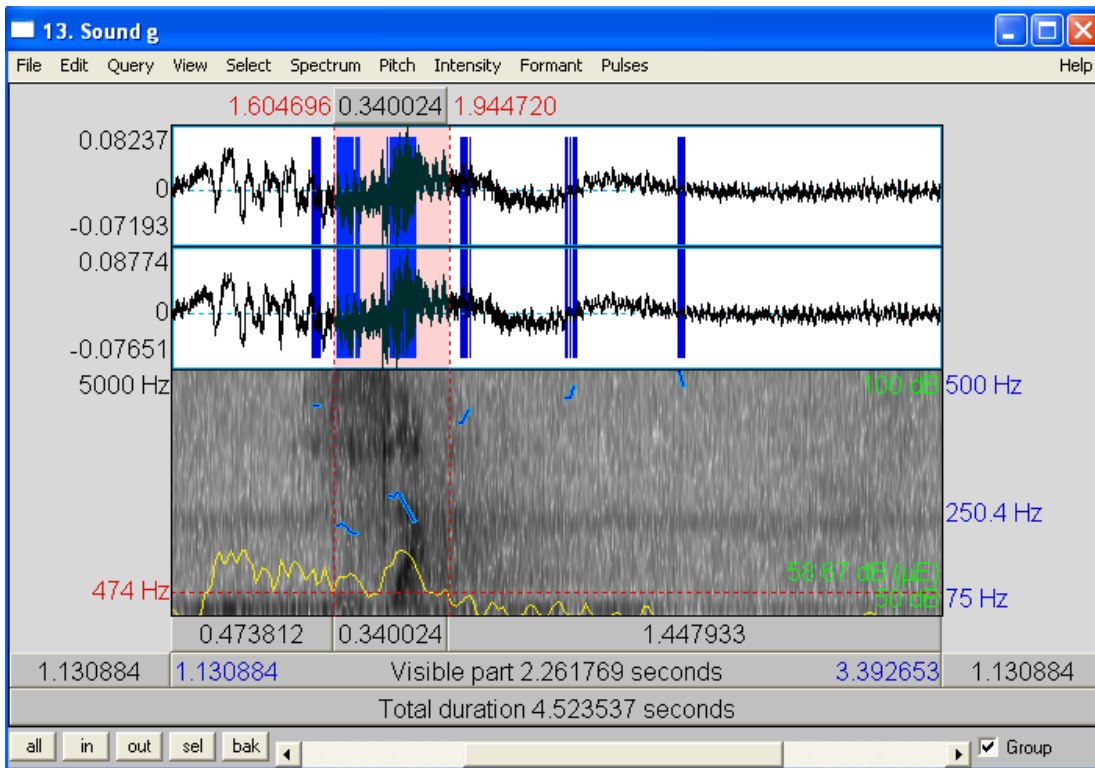 13. Sound g
File Edit Query View Select Spectrum Pitch Intensity Formant Pulses Help
1.604696 0.340024 1.944720
0.08237
0
-0.07193
0.08774
0
-0.07651
5000 Hz 100 dB 500 Hz
250.4 Hz
58.67 dB (µE)
474 Hz 50 dB 75 Hz
0.473812 0.340024 1.447933
1.130884 1.130884 Visible part 2.261769 seconds 3.392653 1.130884
Total duration 4.523537 seconds
all in out sel bak Group